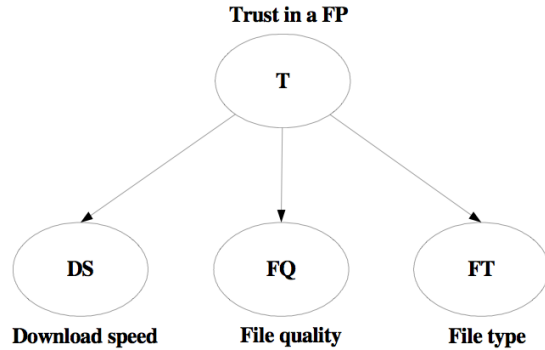 Trust in a FP
T
DS
FQ
FT
Download speed
File quality
File type